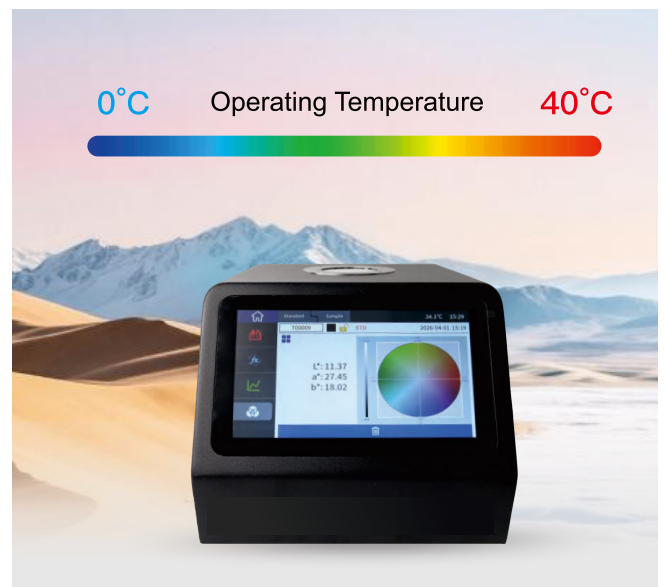 0°C Operating Temperature 40°C
Standard Sample 34.1°C 15:29
T00009 STD 2026-04-01 15:19
L*: 11.37
a*: 27.45
b*: 18.02